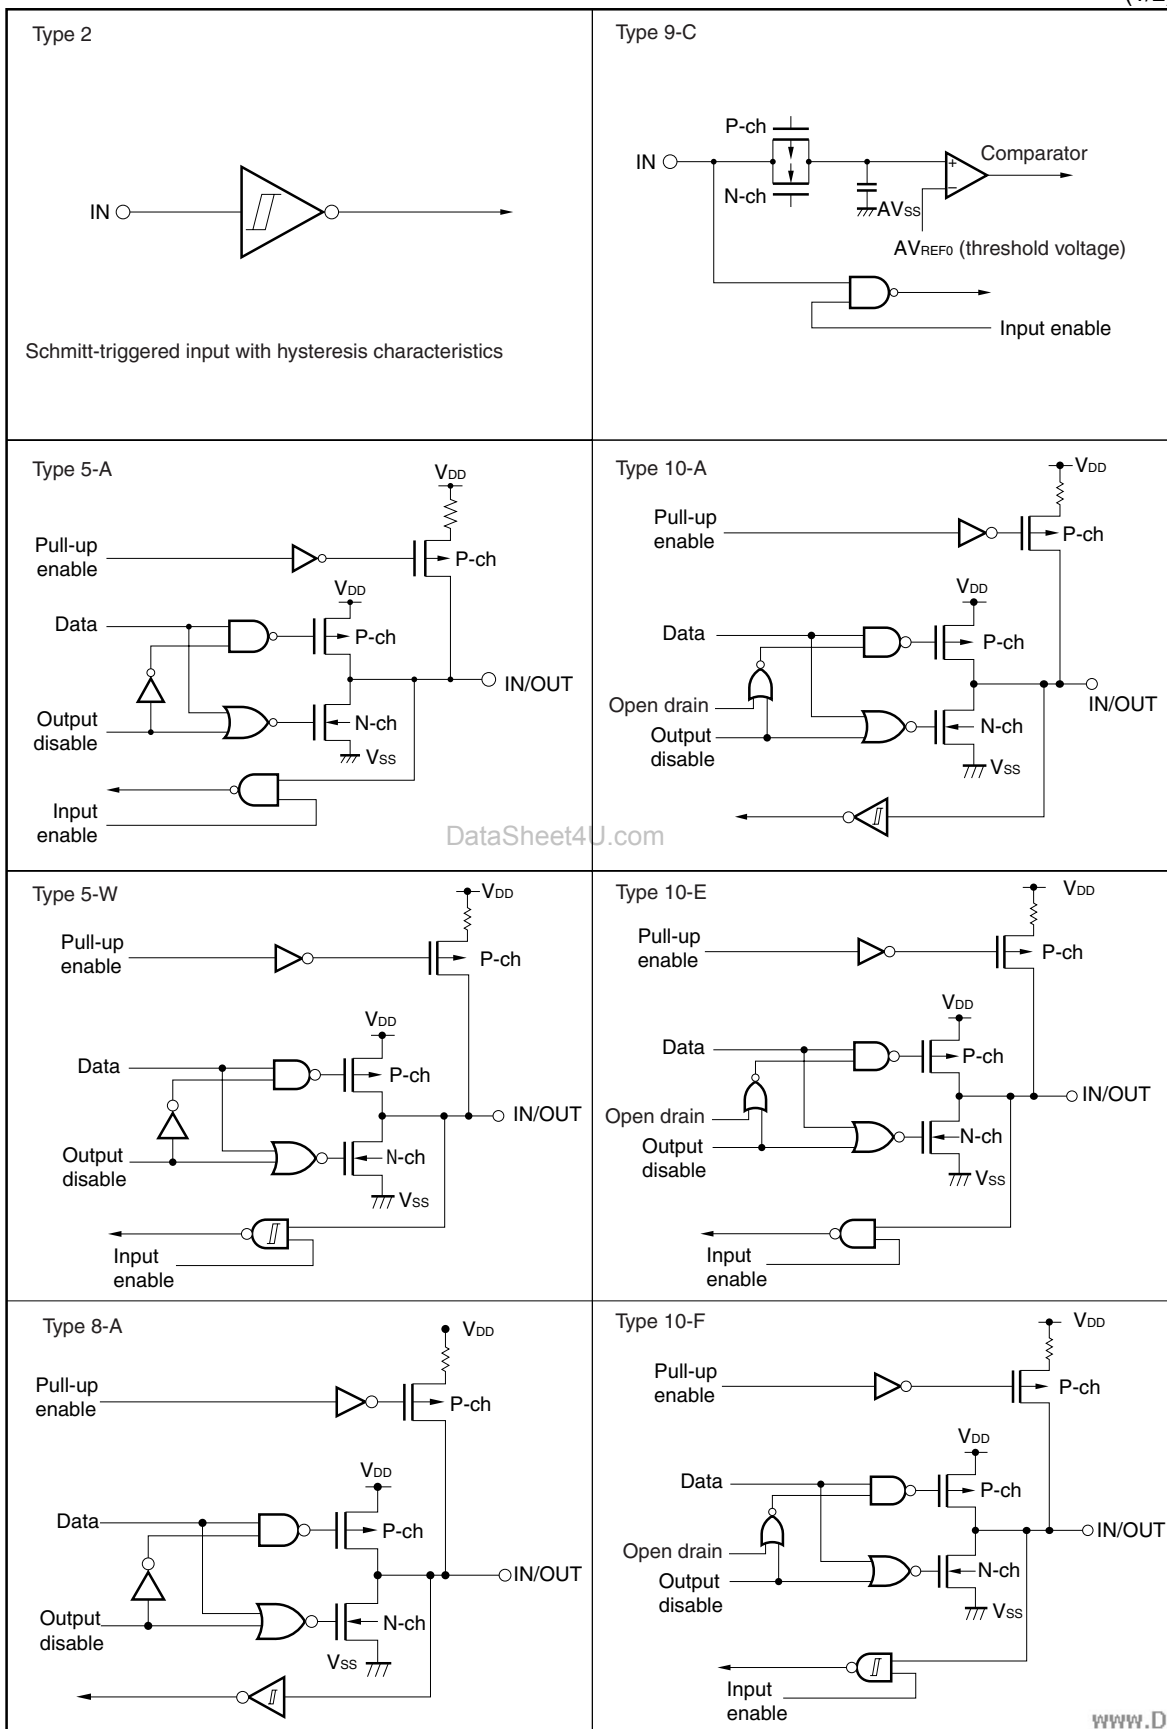 Type 2
IN
Schmitt-triggered input with hysteresis characteristics
Type 9-C
P-ch
IN
N-ch
Comparator
+
−
AVSS
AVREF0 (threshold voltage)
Input enable
Type 5-A
VDD
Pull-up
enable
P-ch
VDD
Data
P-ch
IN/OUT
Output
disable
N-ch
VSS
Input
enable
Type 10-A
VDD
Pull-up
enable
P-ch
VDD
Data
P-ch
Open drain
IN/OUT
Output
disable
N-ch
VSS
DataSheet4U.com
Type 5-W
VDD
Pull-up
enable
P-ch
VDD
Data
P-ch
IN/OUT
Output
disable
N-ch
VSS
Input
enable
Type 10-E
VDD
Pull-up
enable
P-ch
VDD
Data
P-ch
IN/OUT
Open drain
Output
disable
N-ch
VSS
Input
enable
Type 8-A
VDD
Pull-up
enable
P-ch
VDD
Data
P-ch
IN/OUT
Output
disable
N-ch
VSS
Type 10-F
VDD
Pull-up
enable
P-ch
VDD
Data
P-ch
IN/OUT
Open drain
Output
disable
N-ch
VSS
Input
enable
www.D